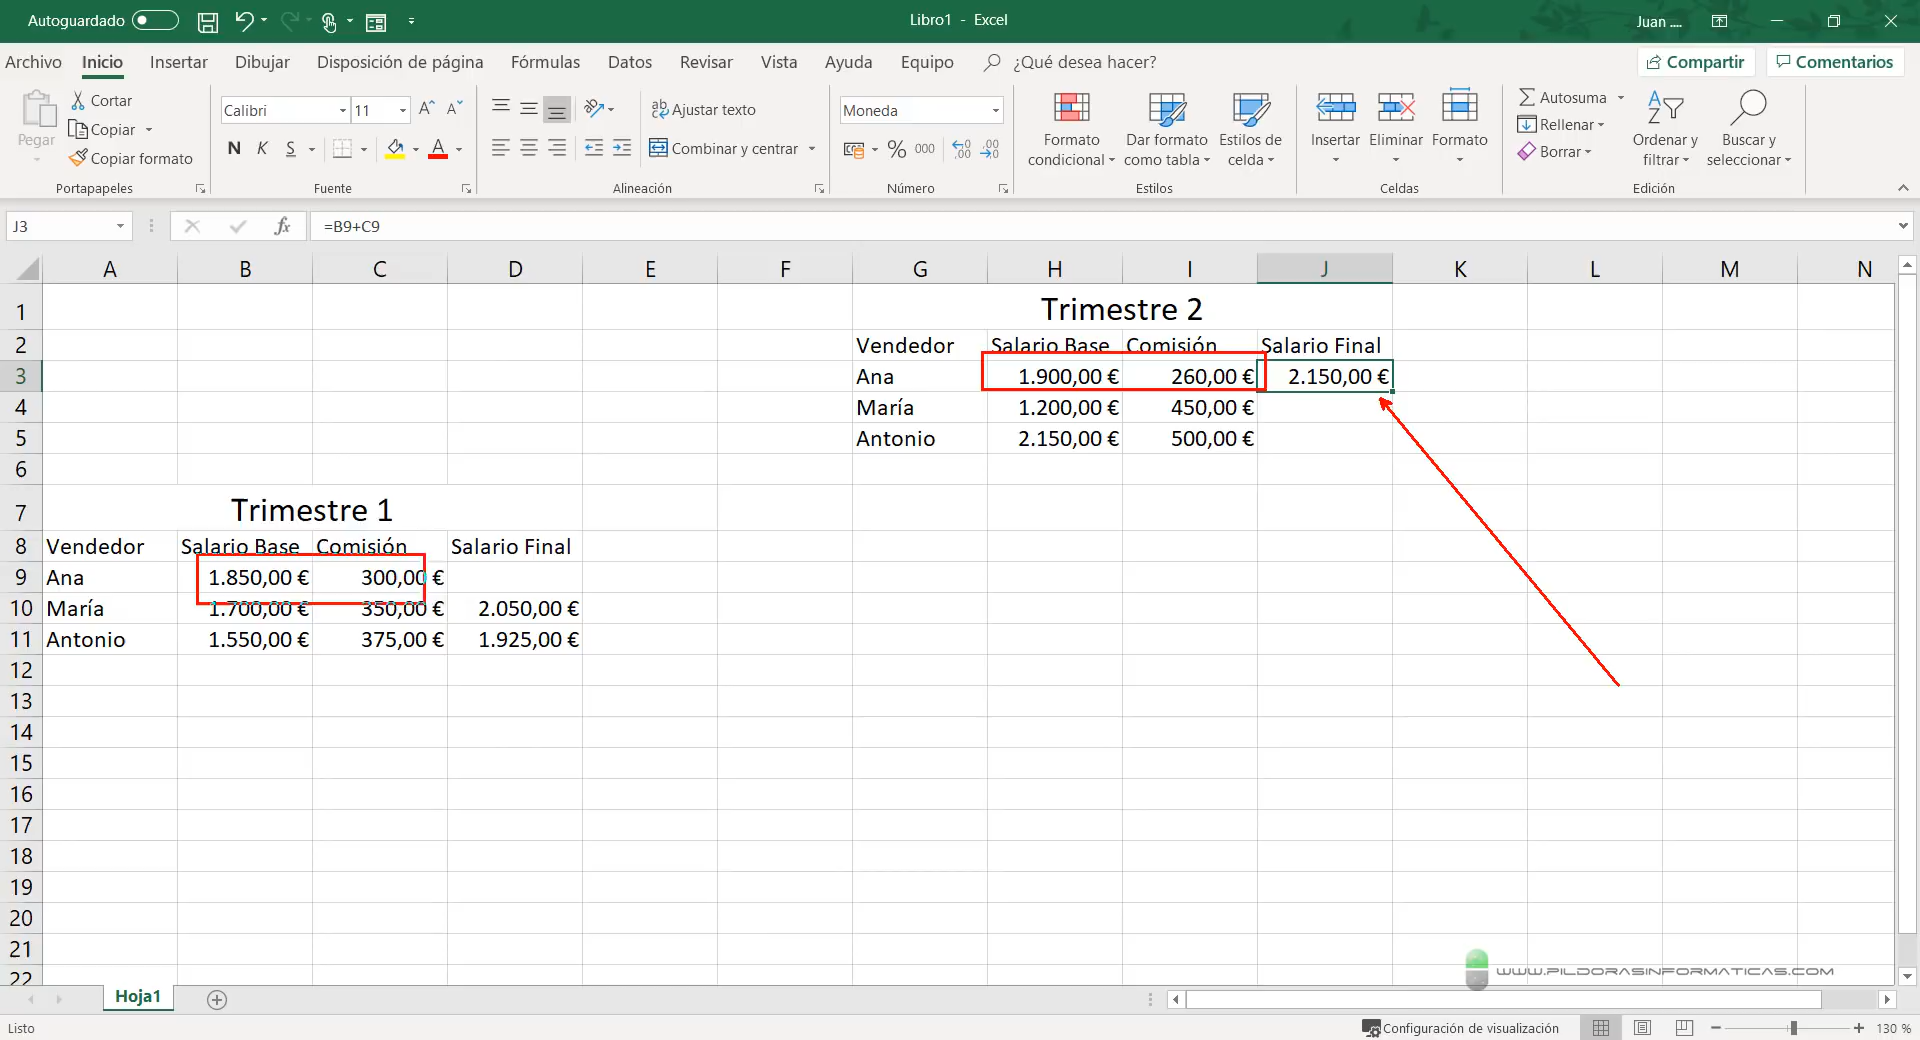 Autoguardado
Libro1 - Excel
Juan ....
Archivo Inicio Insertar Dibujar Disposición de página Fórmulas Datos Revisar Vista Ayuda Equipo ¿Qué desea hacer? Compartir Comentarios
Pegar
Cortar
Copiar
Copiar formato
Portapapeles
Calibri 11
N K S A
Fuente
Ajustar texto
Combinar y centrar
Alineación
Moneda
% 000
Número
Formato condicional
Dar formato como tabla
Estilos de celda
Estilos
Insertar
Eliminar
Formato
Celdas
Autosuma
Rellenar
Borrar
Ordenar y filtrar
Buscar y seleccionar
Edición
J3 fx =B9+C9
A B C D E F G H I J K L M N
1 Trimestre 2
2 Vendedor Salario Base Comisión Salario Final
3 Ana 1.900,00 € 260,00 € 2.150,00 €
4 María 1.200,00 € 450,00 €
5 Antonio 2.150,00 € 500,00 €
6
7 Trimestre 1
8 Vendedor Salario Base Comisión Salario Final
9 Ana 1.850,00 € 300,00 €
10 María 1.700,00 € 350,00 € 2.050,00 €
11 Antonio 1.550,00 € 375,00 € 1.925,00 €
12
13
14
15
16
17
18
19
20
21
22
WWW.PILDORASINFORMATICAS.COM
Hoja1
Listo
Configuración de visualización
130 %